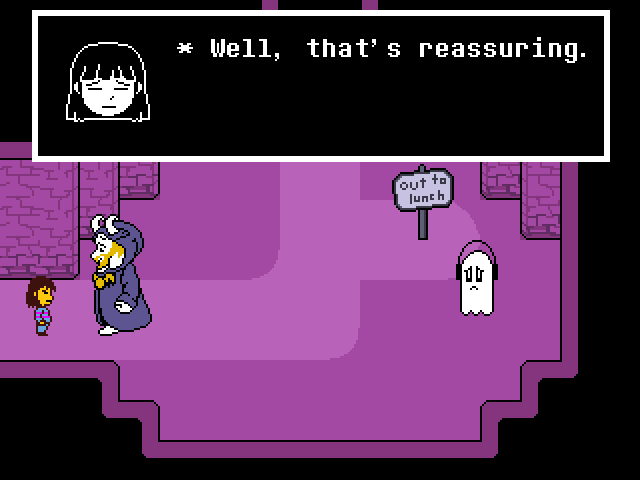 * Well, that's reassuring.
out to
lunch